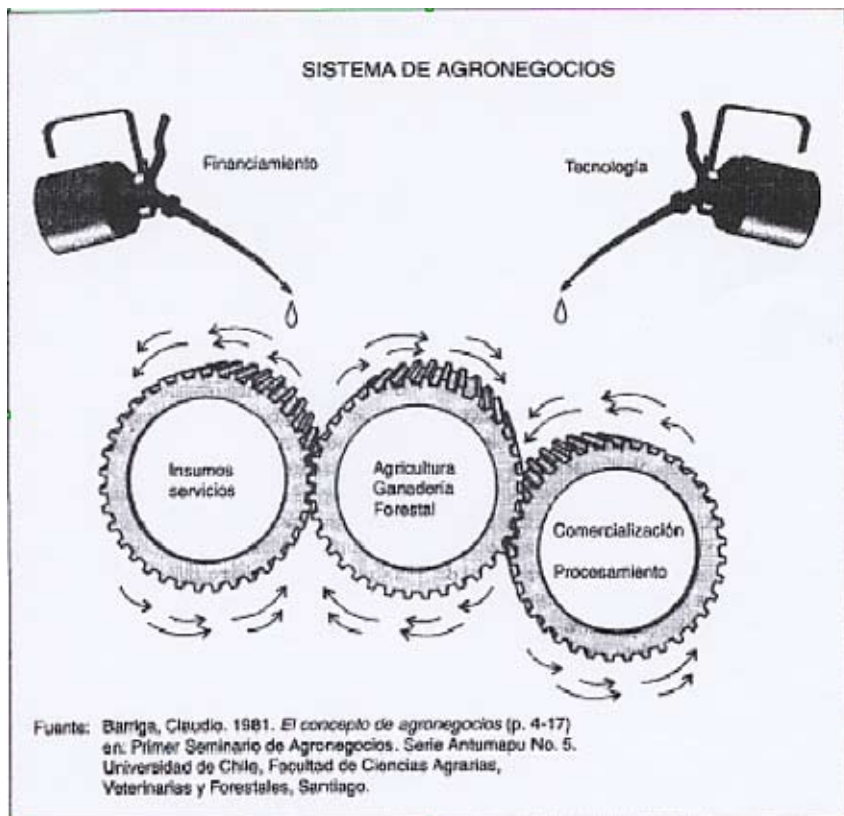 SISTEMA DE AGRONEGOCIOS
Financiamiento
Tecnología
Insumos
servicios
Agricultura
Ganadería
Forestal
Comercialización
Procesamiento
Fuente: Barriga, Claudio. 1981. El concepto de agronegocios (p. 4-17)
en: Primer Seminario de Agronegocios. Serie Antumapu No. 5.
Universidad de Chile, Facultad de Ciencias Agrarias,
Veterinarias y Forestales, Santiago.